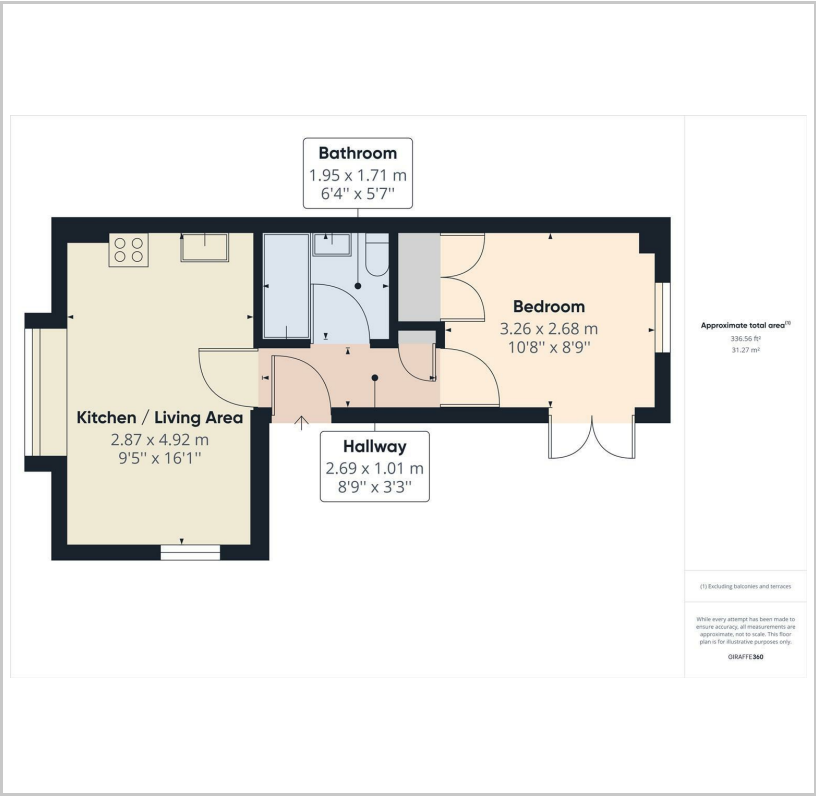 Bathroom
1.95 x 1.71 m
6'4'' x 5'7''
Bedroom
3.26 x 2.68 m
10'8'' x 8'9''
Kitchen / Living Area
2.87 x 4.92 m
9'5'' x 16'1''
Hallway
2.69 x 1.01 m
8'9'' x 3'3''
Approximate total area(1)
336.56 ft²
31.27 m²
(1) Excluding balconies and terraces
While every attempt has been made to
ensure accuracy, all measurements are
approximate, not to scale. This floor
plan is for illustrative purposes only.
GIRAFFE360